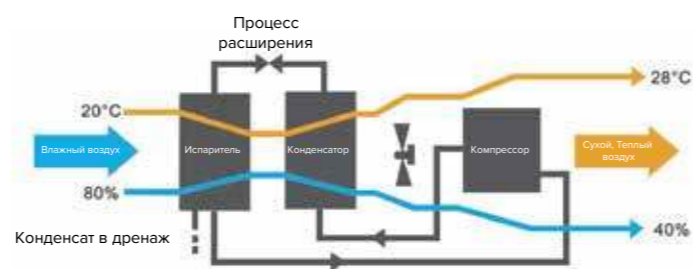 Процесс
расширения
20°C
28°C
Влажный воздух
Испаритель
Конденсатор
Компрессор
Сухой, Теплый
воздух
80%
40%
Конденсат в дренаж